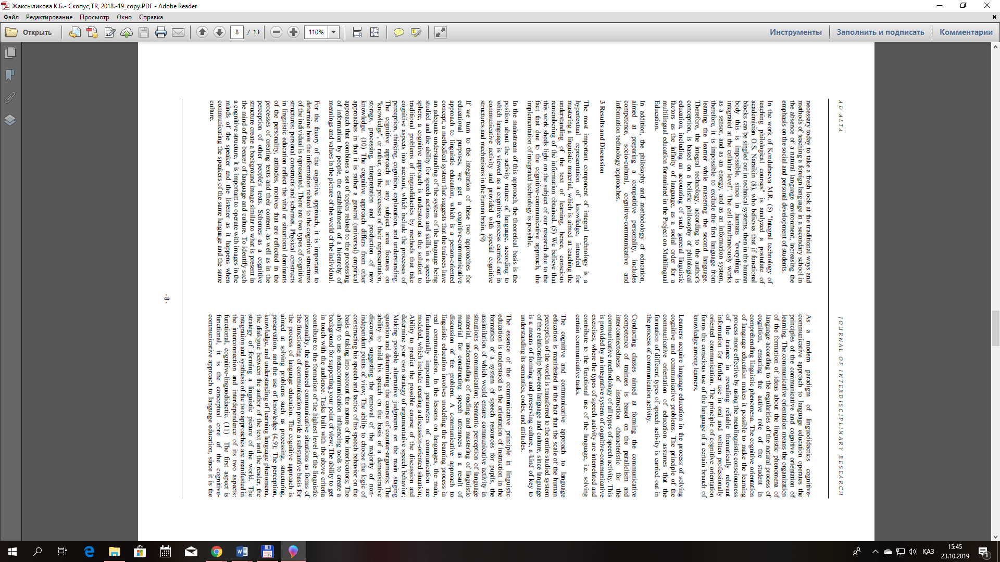 Жаксыликова К.Б.- Скопус,TR, 2018.-19_copy.PDF - Adobe Reader
Файл Редактирование Просмотр Окно Справка
Открыть 8 / 13 110% Инструменты Заполнить и подписать Комментарии
AD ALTA
JOURNAL OF INTERDISCIPLINARY RESEARCH
necessary today to take a fresh look at the traditional ways and
methods of teaching a foreign language in a secondary school in
the absence of a natural language environment, increasing the
emphasis on the social and personal development of students.
In the work of Kondubaeva M.R. (5) "Integral technology of
teaching philological courses" is analyzed a postulate of
academician O.S. Naraikin (8), who believes that if functional
blocks can be singled out in technical systems, then in the human
body this is impossible, since in humans "everything is
integrated at the cellular level". The cell simultaneously works
as a sensor, and as an energy, and as an information system,
therefore, it is impossible to exclude the first language from
learning the learner while mastering the second language.
Therefore, the integral technology, according to the author's
conception, is based on a holistic philosophy of philological
education, including an accounting of such general linguistic
factors as the infinity of language, as a social order for a
multilingual education formulated in the Project on Multilingual
Education.
In addition, the philosophy and methodology of education,
aimed at preparing a competitive personality, includes
competence, socio-cultural, cognitive-communicative and
information technology approaches.
3 Results and Discussion
The most important component of integral technology is a
hypertextual representation of knowledge, intended for
mastering a linguistic material, which is aimed at teaching the
understanding of the text of learning, hence, conscious
remembering of the information obtained. (5) We believe that
this work sheds light on the subject of our research due to the
fact that due to the cognitive-communicative approach, the
implementation of integrated technology is possible.
In the mainstream of this approach, the theoretical basis is the
position about the activity nature of language, according to
which language is viewed as a cognitive process carried out in
communicative activity and provided with special cognitive
structures and mechanisms in the human brain. (9)
If we turn to the integration of these two approaches for
educational purposes, we get a cognitive-communicative
approach to linguistic education, which is a person-oriented
concept, a methodical system that suggests that the trainees have
an adequate understanding of the system of the language being
studied and the ability for speech actions and skills in a speech
sphere, a cognitive approach is understood as the solution to
traditional problems of linguodidactics by methods that take
cognitive aspects into account, which include the processes of
perception, thinking, cognition, explanation, and understanding.
The cognitive approach in any subject area focuses on
"knowledge", or rather, on the processes of their representation,
storage, processing, interpretation and production of new
knowledge. (10) The cognitive approach differs from other
approaches in that it is rather a general (universal) empirical
approach that combines a set of topics related to the processing
of information by people, the establishment of a hierarchy of
meanings and values in the picture of the world of the individual.
For the theory of the cognitive approach, it is important to
determine how the information related to the cognitive structures
of the individual is represented. There are two types of cognitive
structures: personal constructs and schemes. Physical constructs
in linguistic education reflect the vital or situational dominants
of the personality, attitudes, motives that are reflected in the
processes of creating texts and their content, as well as in the
perception of other people's texts. Schemes as a cognitive
structure create a background image similar to what is present in
the mind of the bearer of language and culture. To identify such
a cognitive structure, it is important to operate with images in the
minds of the speaker and the listener as it happens when
communicating the speakers of the same language and the same
culture.
As a modern paradigm of linguodidactics cognitive-
communicative approach to language education operates the
principles of the communicative and cognitive orientation of
learning. The communicative orientation means the organization
of the formation of ideas about the linguistic phenomena of
language according to the regularities of the natural process of
cognition, ensuring the active role of the student in
comprehending linguistic phenomena. The cognitive orientation
of language education makes it possible to make the learning
process more effective by using the metalinguistic consciousness
of the trainee in revealing reliable thematically relevant
information for further use in oral and written professionally
oriented communication. The principle of cognitive orientation
forms the conscious use of the language of a certain branch of
knowledge among learners.
Learners acquire language education in the process of solving
cognitive and communicative problems. The principle of the
communicative orientation of education assumes that the
formation of different types of speech activity is carried out in
the process of communication activity.
Conducting classes aimed at forming the communicative
competence of trainees is based on the parallelism and
interconnectedness of instruction characteristic for the
communicative methodology of all types of speech activity. This
is provided by an integrative system of cognitive-communicative
exercises, where the types of speech activity are interrelated and
contribute to the functional use of the language, i.e. solving
certain communicative tasks.
The cognitive and communicative approach to language
education is manifested in the fact that the scale of the human
perception of the world is transferred to the entire studied system
of the relationship between language and culture, since language
is a means of forming and preserving culture, a kind of key to
understanding its semantics, codes, and attitudes.
The essence of the communicative principle in linguistic
education is understood as the orientation of instruction in the
formation of a system of speech resources for pupils, the
assimilation of which would ensure communicative activity in
situations of communication; Semantic perception of language
material, understanding of reading and mastering of linguistic
material for constructing speech utterances as a result of
discussion of the problem. A communicative approach to
linguistic education involves modeling the learning process in
real communication. In the lessons on languages, the main,
fundamentally important parameters of communication are
modeled, which include: creating a discussion-oriented situation;
Ability to predict the possible course of the discussion and
determine your own strategy of argumentative speech behavior;
Making possible alternative judgments on the main staging
question and determining the course of counter-arguments; The
ability to build his speech on the basis of a demonstrative
discourse, suggesting the removal of the majority of non-
independent points of view; The ability to choose the logic of
constructing his speech and tactics of his speech behavior on the
basis of taking into account the nature of the interlocutors; The
ability to use metacommunication influencing tools to create a
background for supporting your point of view; The ability to get
in touch with the audience. Tasks built with the above criteria
contribute to the formation of the highest level of the linguistic
personality, the advanced communicative situations as forms of
the functioning of communication provide a substantive basis for
the process of language education. The cognitive approach is
aimed at solving problems such as processing, structuring,
preservation, and the use of knowledge (4,9); The perception,
knowledge, and understanding of learning language phenomena,
the dialogue between the author of the text and the reader, the
strategy of forming a linguistic picture of the world. The
integration and synthesis of the two approaches are manifested in
the interconnection and interdependence of its two aspects:
functional, cognitive-linguodidactic. (11) The first aspect is
functional, it is the conceptual core of the cognitive-
communicative approach to language education, since it is the
- 8 -
ҚАЗ 15:45
23.10.2019
1